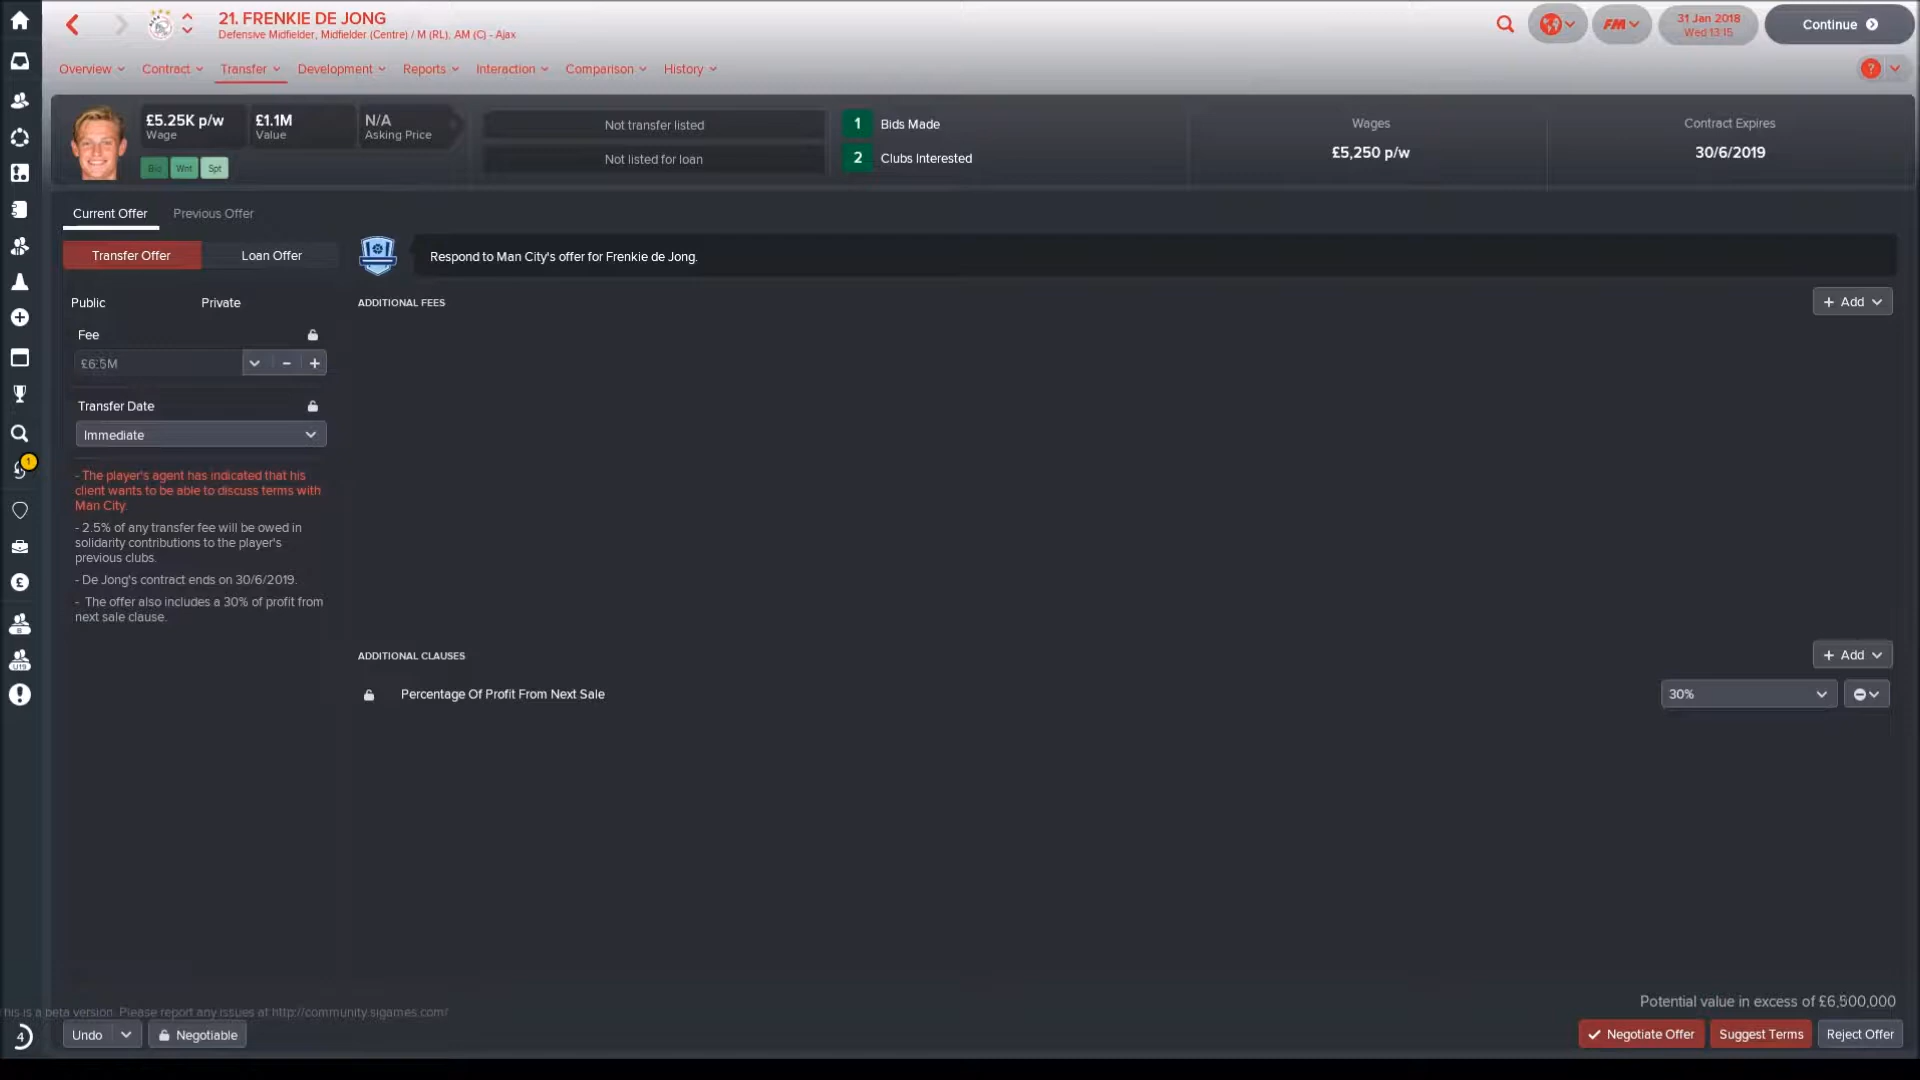 21. FRENKIE DE JONG
Defensive Midfielder, Midfielder (Centre) / M (RL), AM (C) - Ajax
FM
31 Jan 2018
Wed 13:15
Continue
Overview Contract Transfer Development Reports Interaction Comparison History
?
£5.25K p/w
Wage
£1.1M
Value
N/A
Asking Price
Bid Wnt Spt
Not transfer listed
Not listed for loan
1 Bids Made
2 Clubs Interested
Wages
£5,250 p/w
Contract Expires
30/6/2019
Current Offer Previous Offer
Transfer Offer Loan Offer
Respond to Man City's offer for Frenkie de Jong.
Public Private
ADDITIONAL FEES
+ Add
Fee
£6.5M
- +
Transfer Date
Immediate
1
- The player's agent has indicated that his
client wants to be able to discuss terms with
Man City.
- 2.5% of any transfer fee will be owed in
solidarity contributions to the player's
previous clubs.
- De Jong's contract ends on 30/6/2019.
- The offer also includes a 30% of profit from
next sale clause.
B
U19
ADDITIONAL CLAUSES
+ Add
Percentage Of Profit From Next Sale
30%
Potential value in excess of £6,500,000
his is a beta version. Please report any issues at http://community.sigames.com/
4
Undo
Negotiable
Negotiate Offer
Suggest Terms
Reject Offer